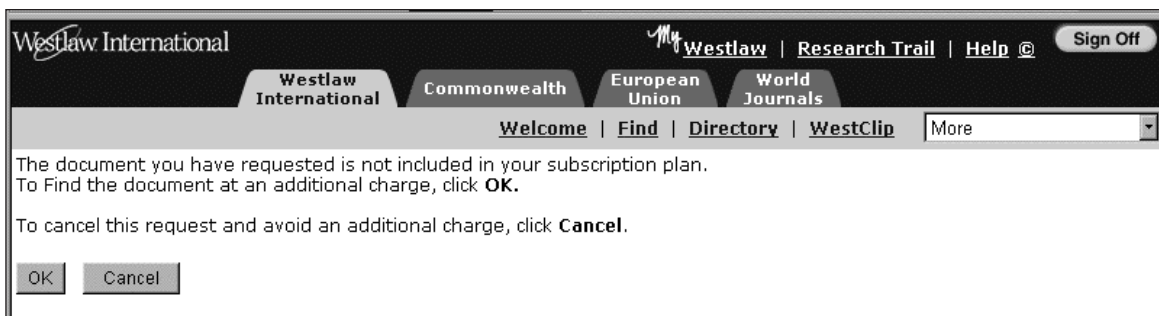 Westlaw International
My Westlaw | Research Trail | Help © Sign Off
Westlaw International
Commonwealth
European Union
World Journals
Welcome | Find | Directory | WestClip
More
The document you have requested is not included in your subscription plan.
To Find the document at an additional charge, click OK.
To cancel this request and avoid an additional charge, click Cancel.
OK Cancel